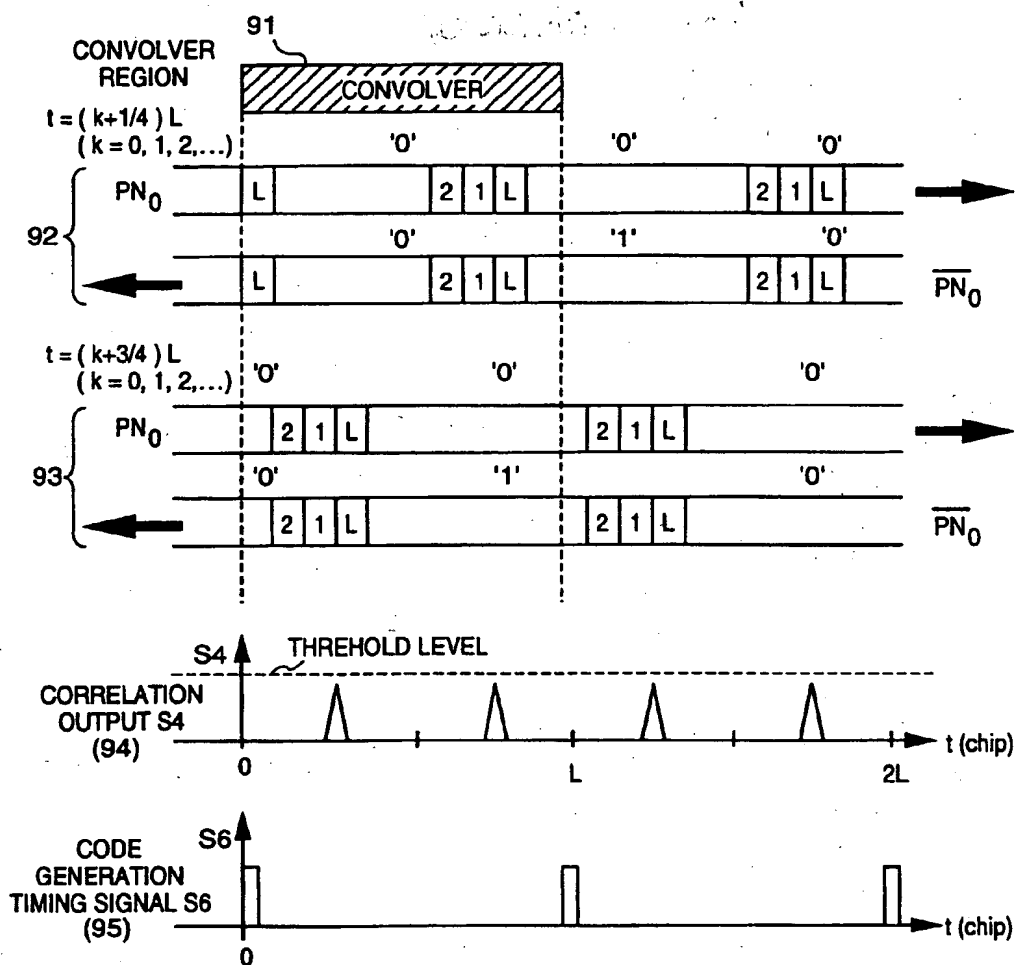 91
CONVOLVER
REGION
CONVOLVER
t = ( k+1/4 ) L
( k = 0, 1, 2,...)
'0' '0' '0'
PN0 L 2 1 L 2 1 L
92
'0' '1' '0'
L 2 1 L 2 1 L P̅N̅0
t = ( k+3/4 ) L
( k = 0, 1, 2,...)
'0' '0' '0'
PN0 2 1 L 2 1 L
93
'0' '1' '0'
2 1 L 2 1 L P̅N̅0
S4 THREHOLD LEVEL
CORRELATION
OUTPUT S4
(94)
t (chip)
0 L 2L
S6
CODE
GENERATION
TIMING SIGNAL S6
(95)
t (chip)
0